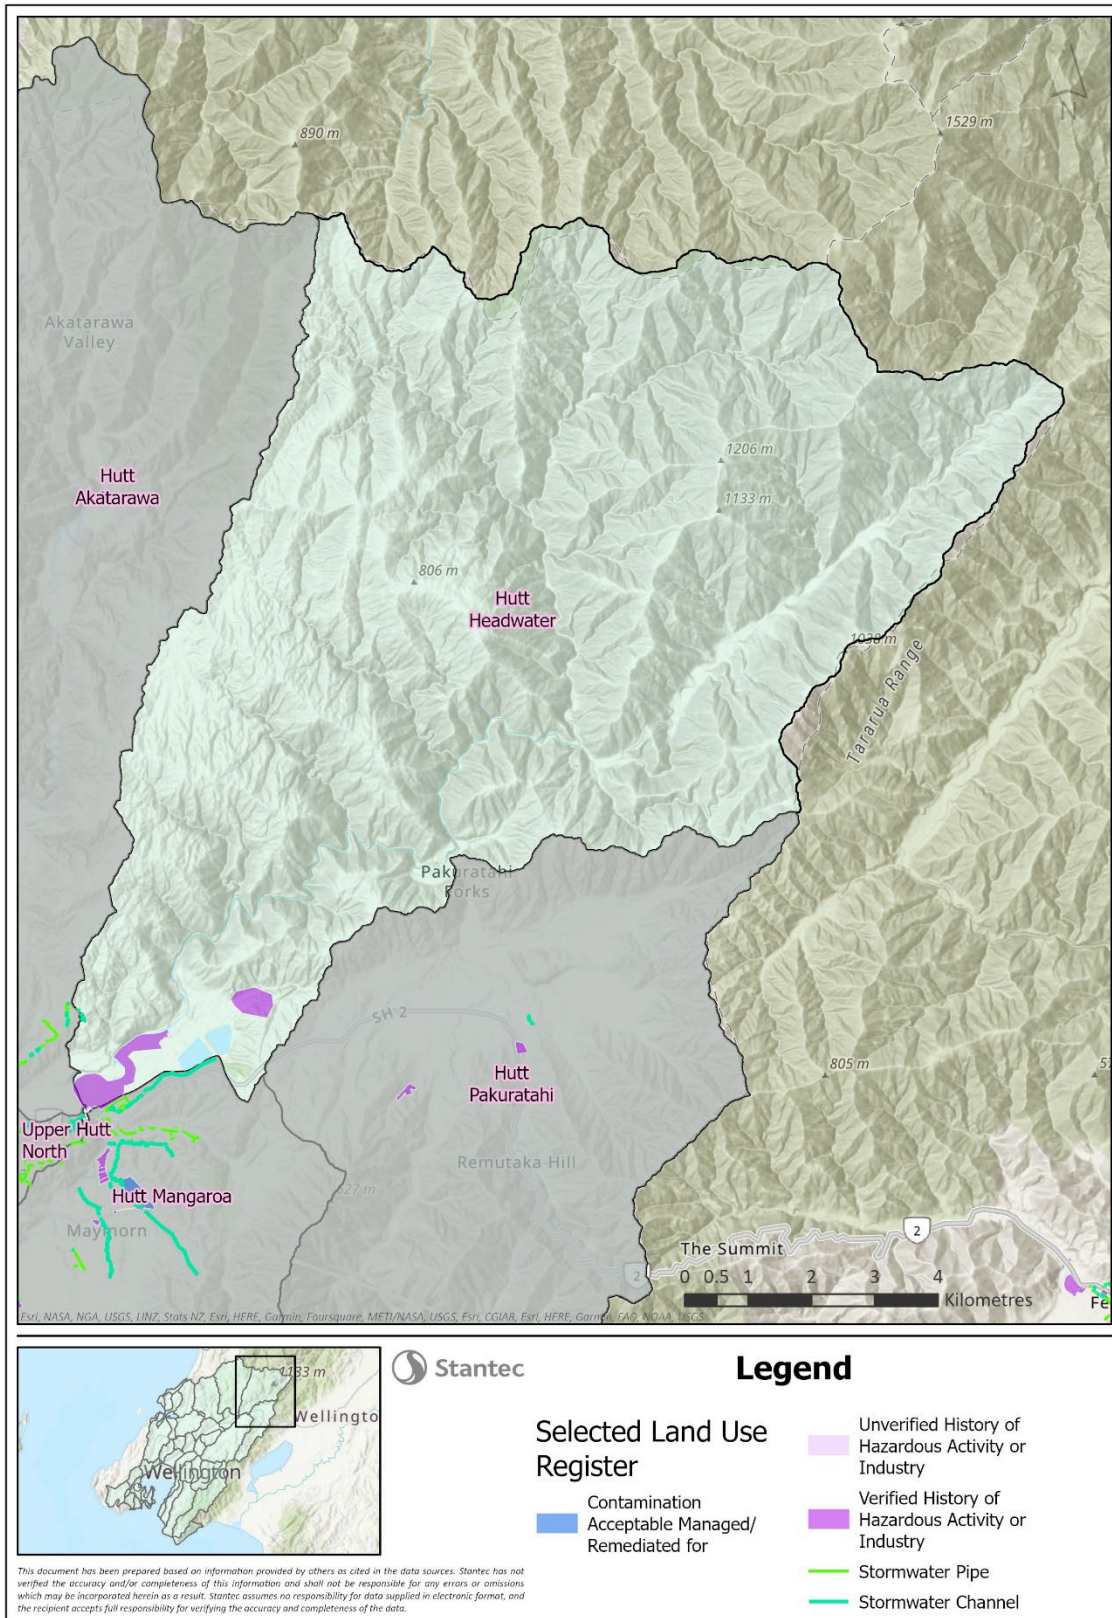 890 m
1529 m
N
Akatarawa
Valley
Hutt
Akatarawa
1206 m
1133 m
806 m
Hutt
Headwater
1038 m
Tararua Range
Pakuratahi
Forks
SH 2
Hutt
Pakuratahi
805 m
57
Upper Hutt
North
Remutaka Hill
627 m
Hutt Mangaroa
Maymorn
2
The Summit
2
0 0.5 1 2 3 4
Kilometres
Fe
Esri, NASA, NGA, USGS, LINZ, Stats NZ, Esri, HERE, Garmin, Foursquare, METI/NASA, USGS, Esri, CGIAR, Esri, HERE, Garmin, FAO, NOAA, USGS
1133 m
Wellingto
Wellington
Stantec
Legend
Selected Land Use
Register
Contamination
Acceptable Managed/
Remediated for
Unverified History of
Hazardous Activity or
Industry
Verified History of
Hazardous Activity or
Industry
Stormwater Pipe
Stormwater Channel
This document has been prepared based on information provided by others as cited in the data sources. Stantec has not
verified the accuracy and/or completeness of this information and shall not be responsible for any errors or omissions
which may be incorporated herein as a result. Stantec assumes no responsibility for data supplied in electronic format, and
the recipient accepts full responsibility for verifying the accuracy and completeness of the data.